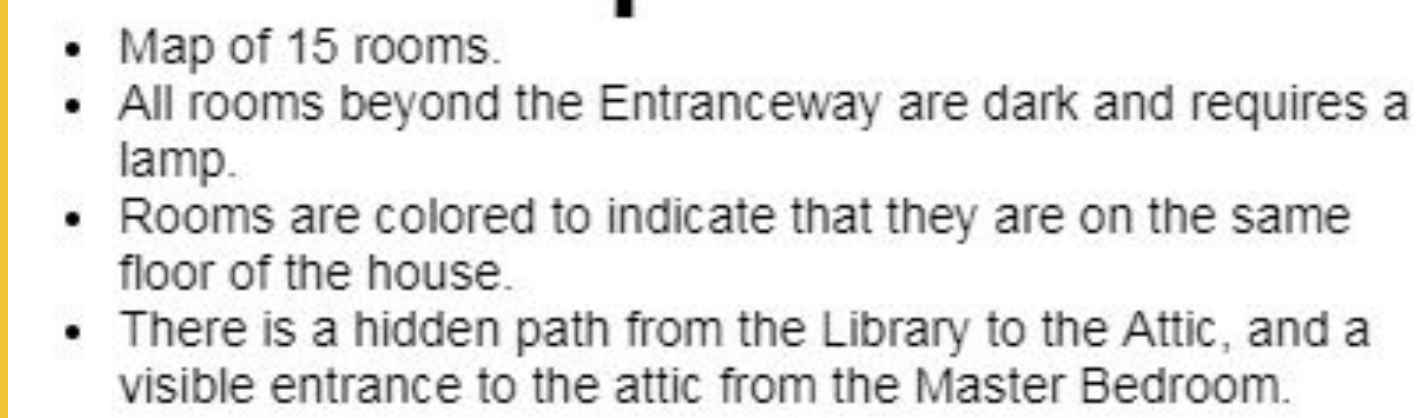 • Map of 15 rooms.
• All rooms beyond the Entranceway are dark and requires a
lamp.
• Rooms are colored to indicate that they are on the same
floor of the house.
• There is a hidden path from the Library to the Attic, and a
visible entrance to the attic from the Master Bedroom.